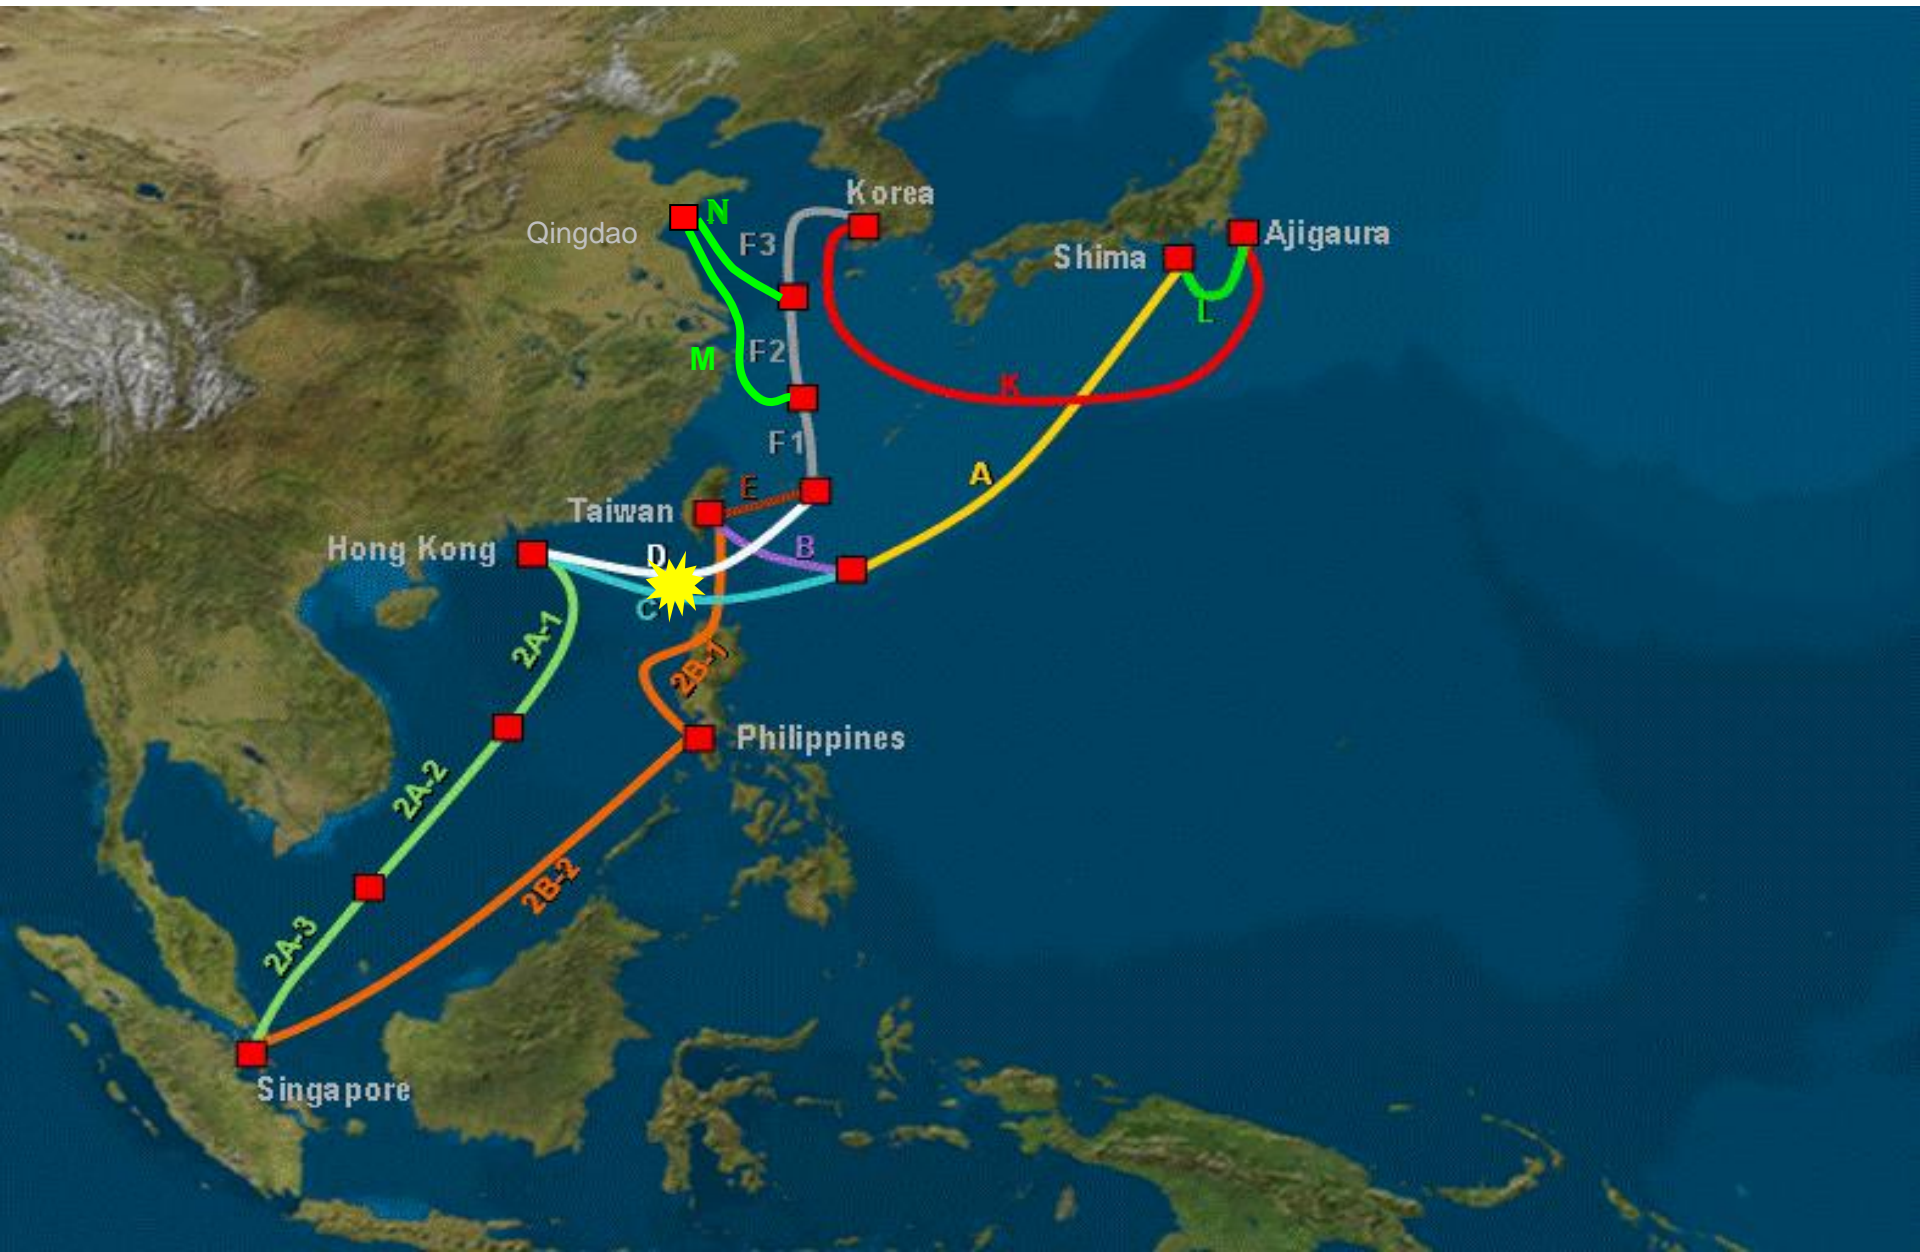 Korea
N
Qingdao
F3
Shima
Ajigaura
L
M
F2
K
F1
A
E
Taiwan
Hong Kong
D
B
C
2A-1
2B-1
Philippines
2A-2
2B-2
2A-3
Singapore